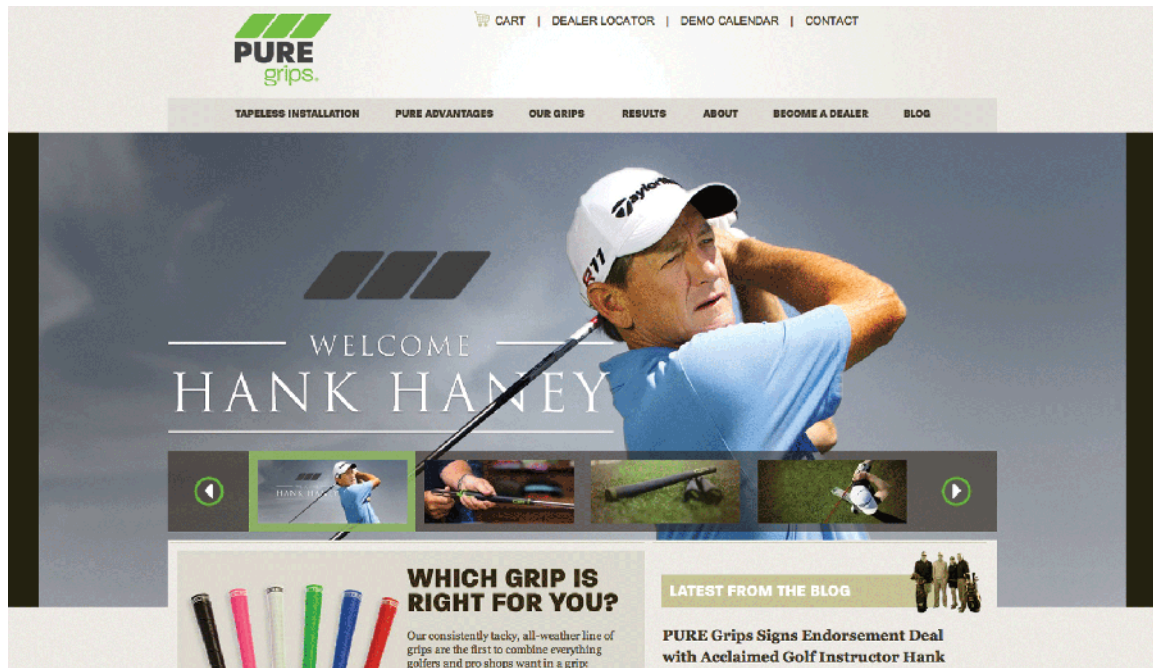 PURE
grips.
CART | DEALER LOCATOR | DEMO CALENDAR | CONTACT
TAPELESS INSTALLATION PURE ADVANTAGES OUR GRIPS RESULTS ABOUT BECOME A DEALER BLOG
TaylorMade
R11
WELCOME
HANK HANEY
HANK HANEY
WHICH GRIP IS
RIGHT FOR YOU?
Our consistently tacky, all-weather line of
grips are the first to combine everything
golfers and pro shops want in a grip:
LATEST FROM THE BLOG
PURE Grips Signs Endorsement Deal
with Acclaimed Golf Instructor Hank